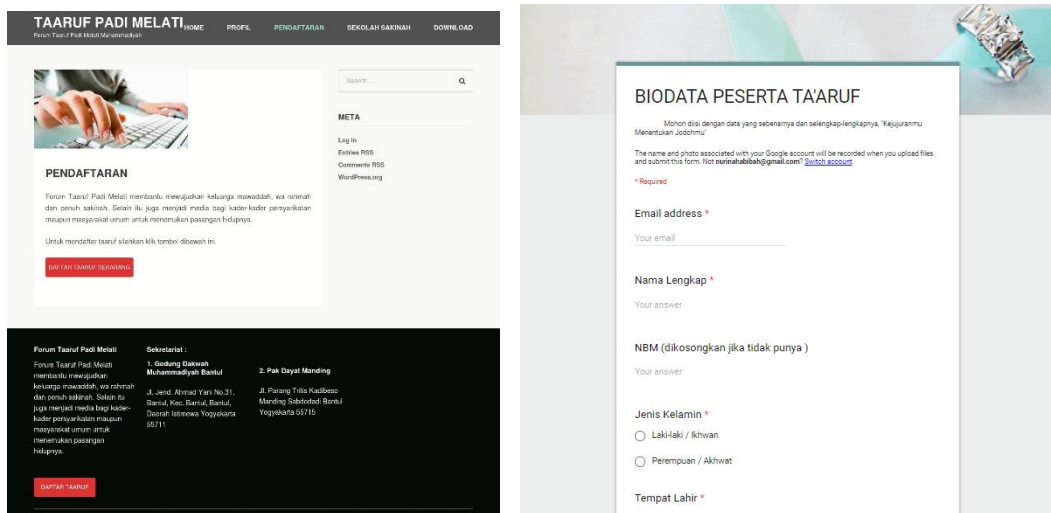 TAARUF PADI MELATI
Forum Taaruf Padi Melati Muhammadiyah
HOME PROFIL PENDAFTARAN SEKOLAH SAKINAH DOWNLOAD
Search …
PENDAFTARAN
Forum Taaruf Padi Melati membantu mewujudkan keluarga mawaddah, wa rahmah
dan penuh sakinah. Selain itu juga menjadi media bagi kader-kader persyarikatan
maupun masyarakat umum untuk menemukan pasangan hidupnya.
Untuk mendaftar taaruf silahkan klik tombol dibawah ini.
DAFTAR TAARUF SEKARANG
META
Log in
Entries RSS
Comments RSS
WordPress.org
Forum Taaruf Padi Melati
Forum Taaruf Padi Melati
membantu mewujudkan
keluarga mawaddah, wa rahmah
dan penuh sakinah. Selain itu
juga menjadi media bagi kader-
kader persyarikatan maupun
masyarakat umum untuk
menemukan pasangan
hidupnya.
DAFTAR TAARUF
Sekretariat :
1. Gedung Dakwah
Muhammadiyah Bantul
Jl. Jend. Ahmad Yani No.31,
Bantul, Kec. Bantul, Bantul,
Daerah Istimewa Yogyakarta
55711
2. Pak Dayat Manding
Jl. Parang Tritis Kadibeso
Manding Sabdodadi Bantul
Yogyakarta 55715
BIODATA PESERTA TA'ARUF
Mohon diisi dengan data yang sebenarnya dan selengkap-lengkapnya, "Kejujuranmu
Menentukan Jodohmu"
The name and photo associated with your Google account will be recorded when you upload files
and submit this form. Not nurinahabibah@gmail.com? Switch account
* Required
Email address *
Your email
Nama Lengkap *
Your answer
NBM (dikosongkan jika tidak punya )
Your answer
Jenis Kelamin *
Laki-laki / Ikhwan
Perempuan / Akhwat
Tempat Lahir *